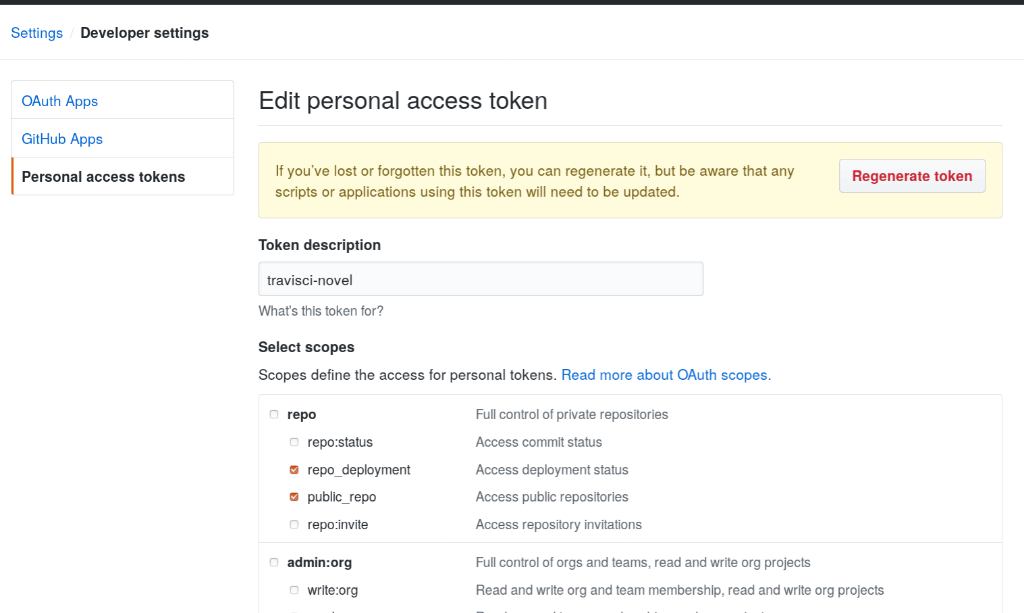 Settings / Developer settings
OAuth Apps
GitHub Apps
Personal access tokens
Edit personal access token
If you've lost or forgotten this token, you can regenerate it, but be aware that any
scripts or applications using this token will need to be updated.
Regenerate token
Token description
travisci-novel
What's this token for?
Select scopes
Scopes define the access for personal tokens. Read more about OAuth scopes.
repo Full control of private repositories
repo:status Access commit status
repo_deployment Access deployment status
public_repo Access public repositories
repo:invite Access repository invitations
admin:org Full control of orgs and teams, read and write org projects
write:org Read and write org and team membership, read and write org projects